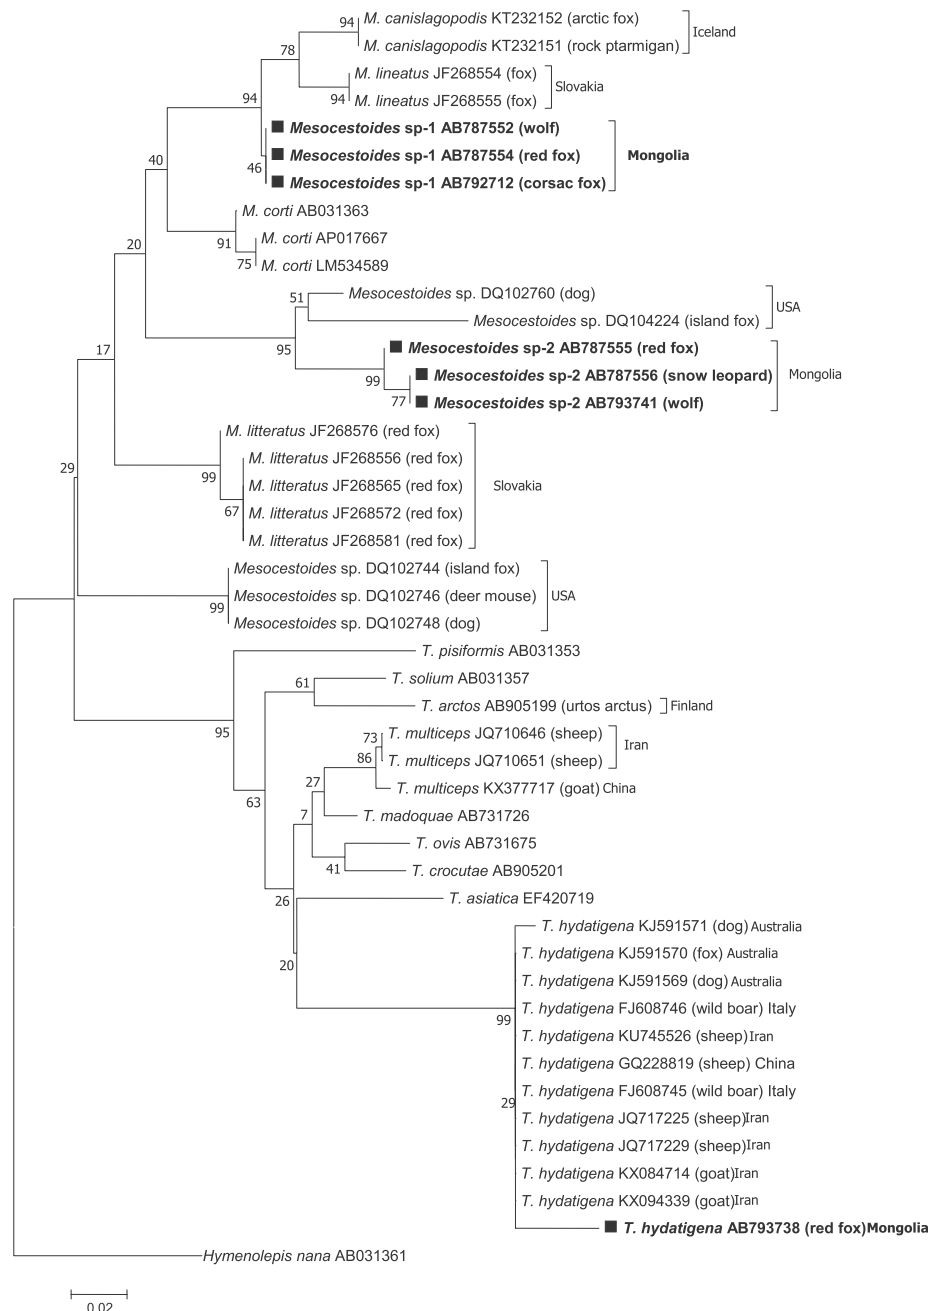 94 M. canislagopodis KT232152 (arctic fox)
Iceland
M. canislagopodis KT232151 (rock ptarmigan)
78
M. lineatus JF268554 (fox)
Slovakia
94 M. lineatus JF268555 (fox)
94
Mesocestoides sp-1 AB787552 (wolf)
Mesocestoides sp-1 AB787554 (red fox)
Mongolia
46
Mesocestoides sp-1 AB792712 (corsac fox)
40
M. corti AB031363
91
M. corti AP017667
75
M. corti LM534589
20
Mesocestoides sp. DQ102760 (dog)
51
USA
Mesocestoides sp. DQ104224 (island fox)
95
Mesocestoides sp-2 AB787555 (red fox)
99
Mesocestoides sp-2 AB787556 (snow leopard)
Mongolia
77
Mesocestoides sp-2 AB793741 (wolf)
17
M. litteratus JF268576 (red fox)
99
M. litteratus JF268556 (red fox)
M. litteratus JF268565 (red fox)
Slovakia
67
M. litteratus JF268572 (red fox)
M. litteratus JF268581 (red fox)
29
Mesocestoides sp. DQ102744 (island fox)
Mesocestoides sp. DQ102746 (deer mouse)
USA
99
Mesocestoides sp. DQ102748 (dog)
T. pisiformis AB031353
95
T. solium AB031357
61
T. arctos AB905199 (urtos arctus)
Finland
63
T. multiceps JQ710646 (sheep)
73
Iran
T. multiceps JQ710651 (sheep)
86
T. multiceps KX377717 (goat) China
27
T. madoquae AB731726
7
T. ovis AB731675
41
T. crocutae AB905201
26
T. asiatica EF420719
20
T. hydatigena KJ591571 (dog) Australia
T. hydatigena KJ591570 (fox) Australia
T. hydatigena KJ591569 (dog) Australia
T. hydatigena FJ608746 (wild boar) Italy
99
T. hydatigena KU745526 (sheep) Iran
T. hydatigena GQ228819 (sheep) China
T. hydatigena FJ608745 (wild boar) Italy
29
T. hydatigena JQ717225 (sheep) Iran
T. hydatigena JQ717229 (sheep) Iran
T. hydatigena KX084714 (goat) Iran
T. hydatigena KX094339 (goat) Iran
T. hydatigena AB793738 (red fox) Mongolia
Hymenolepis nana AB031361
0.02